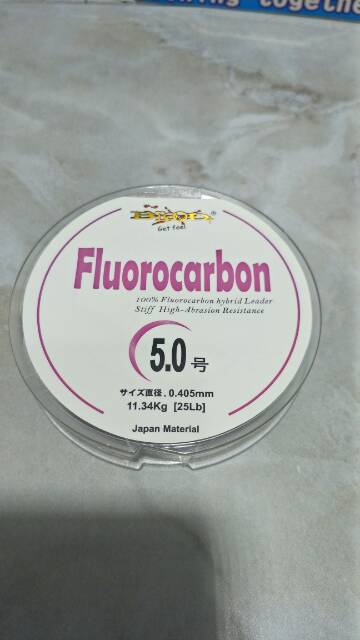 togethe
Get feel
Fluorocarbon
100% Fluorocarbon hybrid Leader
Stiff High-Abrasion Resistance
5.0号
サイズ直径. 0.405mm
11.34Kg [25Lb]
Japan Material